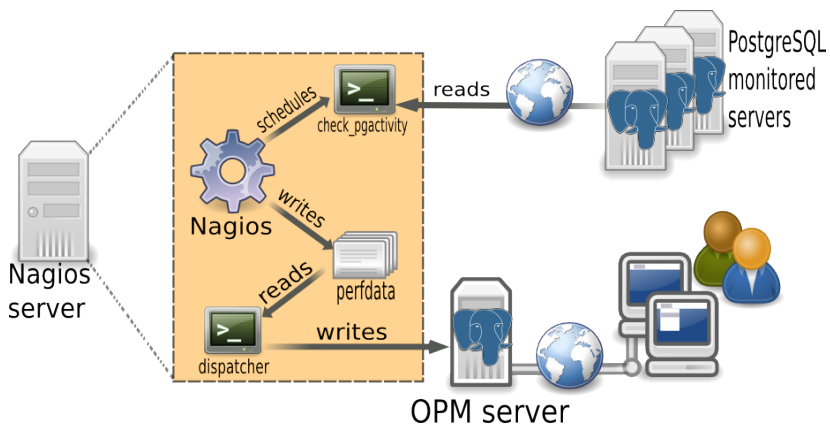 PostgreSQL
monitored
servers
reads
schedules
>_
check_pgactivity
Nagios
writes
Nagios
server
perfdata
reads
>_
writes
dispatcher
OPM server